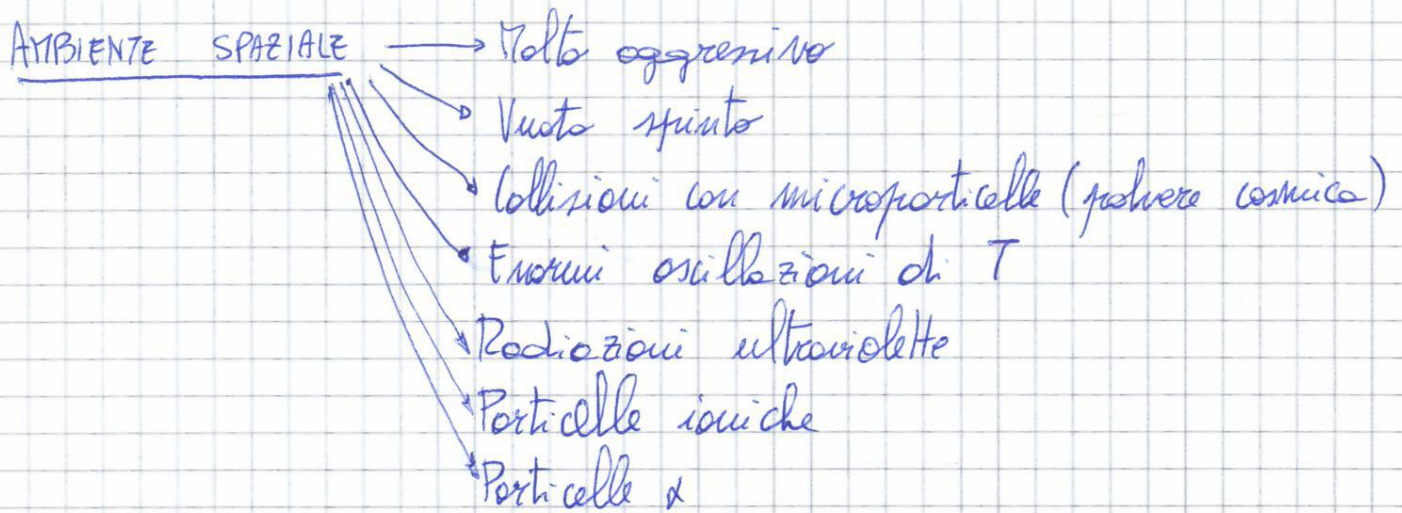 AMBIENTE SPAZIALE → Molto aggressivo
Vuoto spinto
Collisioni con microparticelle (polvere cosmica)
Enormi oscillazioni di T
Radiazioni ultraviolette
Particelle ioniche
Particelle α